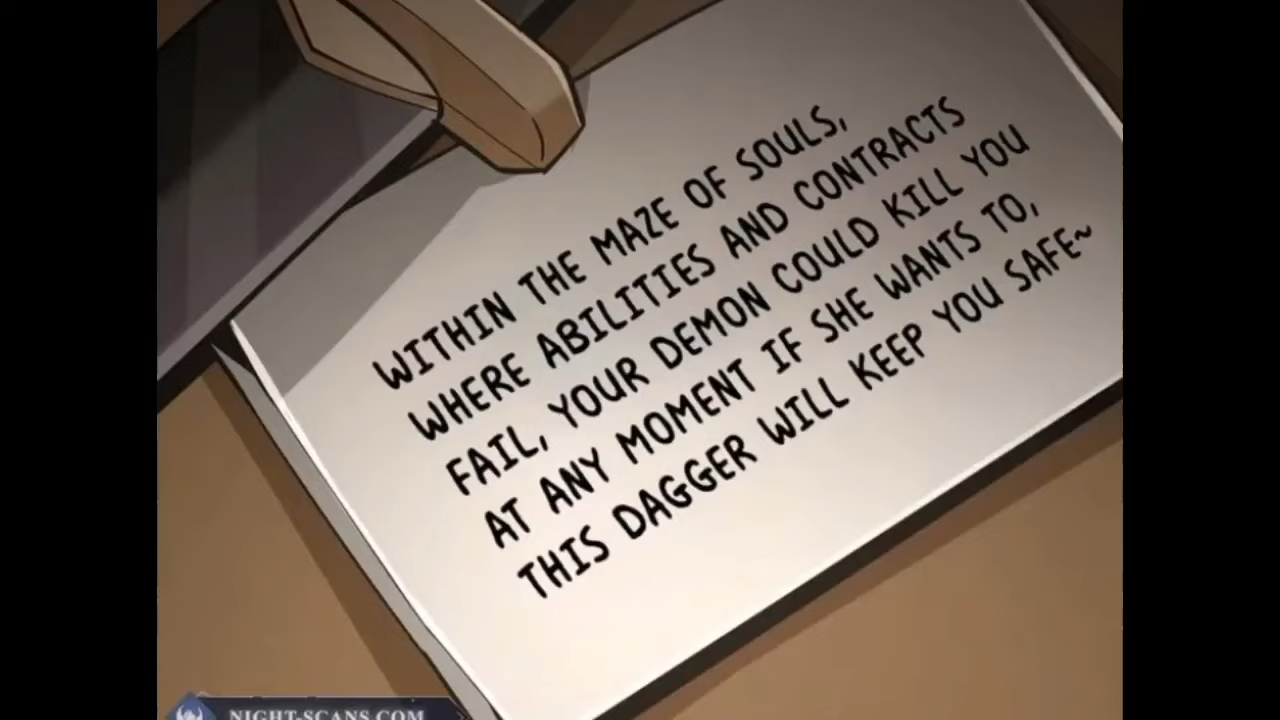 WITHIN THE MAZE OF SOULS,
WHERE ABILITIES AND CONTRACTS
FAIL, YOUR DEMON COULD KILL YOU
AT ANY MOMENT IF SHE WANTS TO,
THIS DAGGER WILL KEEP YOU SAFE~
NIGHT-SCANS.COM